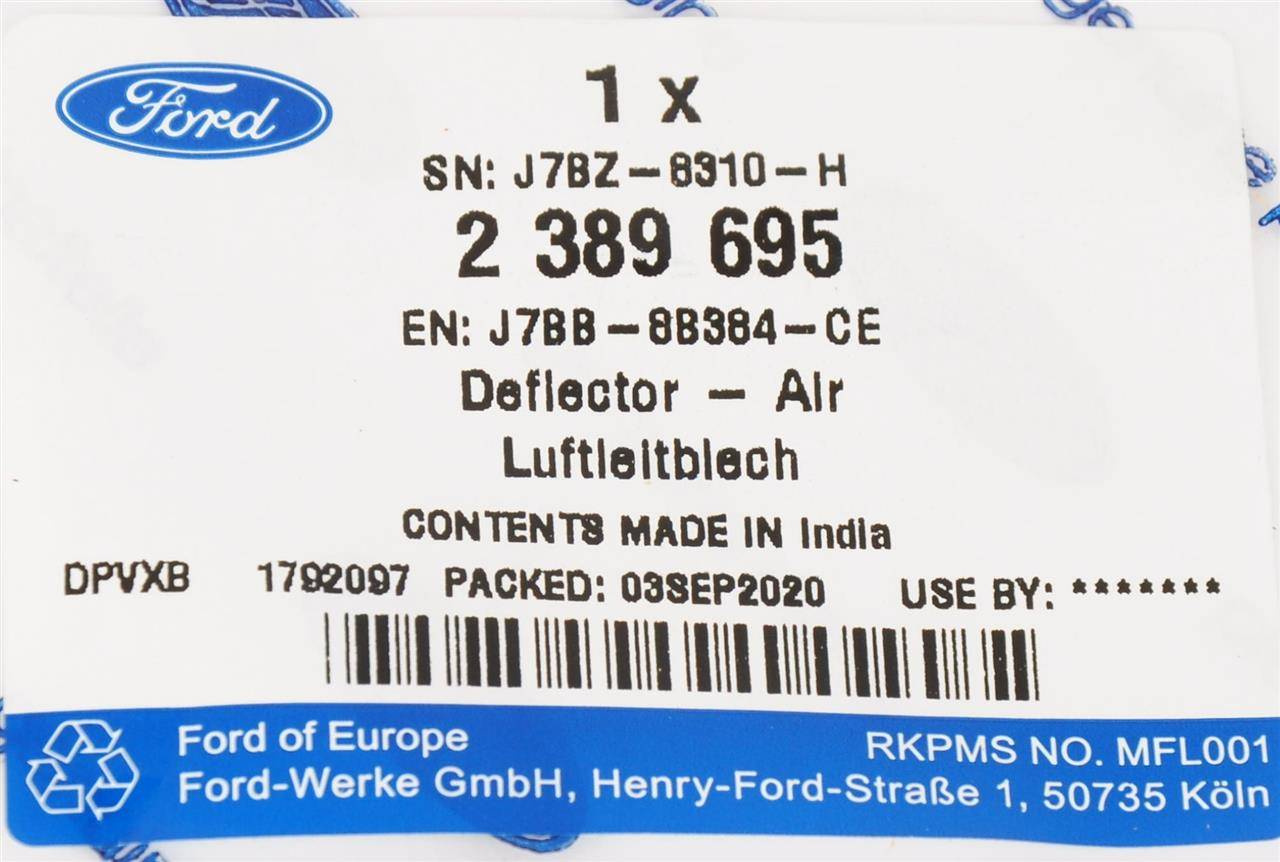 Ford
1 x
SN: J7BZ-8310-H
2 389 695
EN: J7BB-8B384-CE
Deflector - Air
Luftleitblech
CONTENTS MADE IN India
DPVXB 1792097 PACKED: 03SEP2020 USE BY: *******
Ford of Europe
RKPMS NO. MFL001
Ford-Werke GmbH, Henry-Ford-Straße 1, 50735 Köln